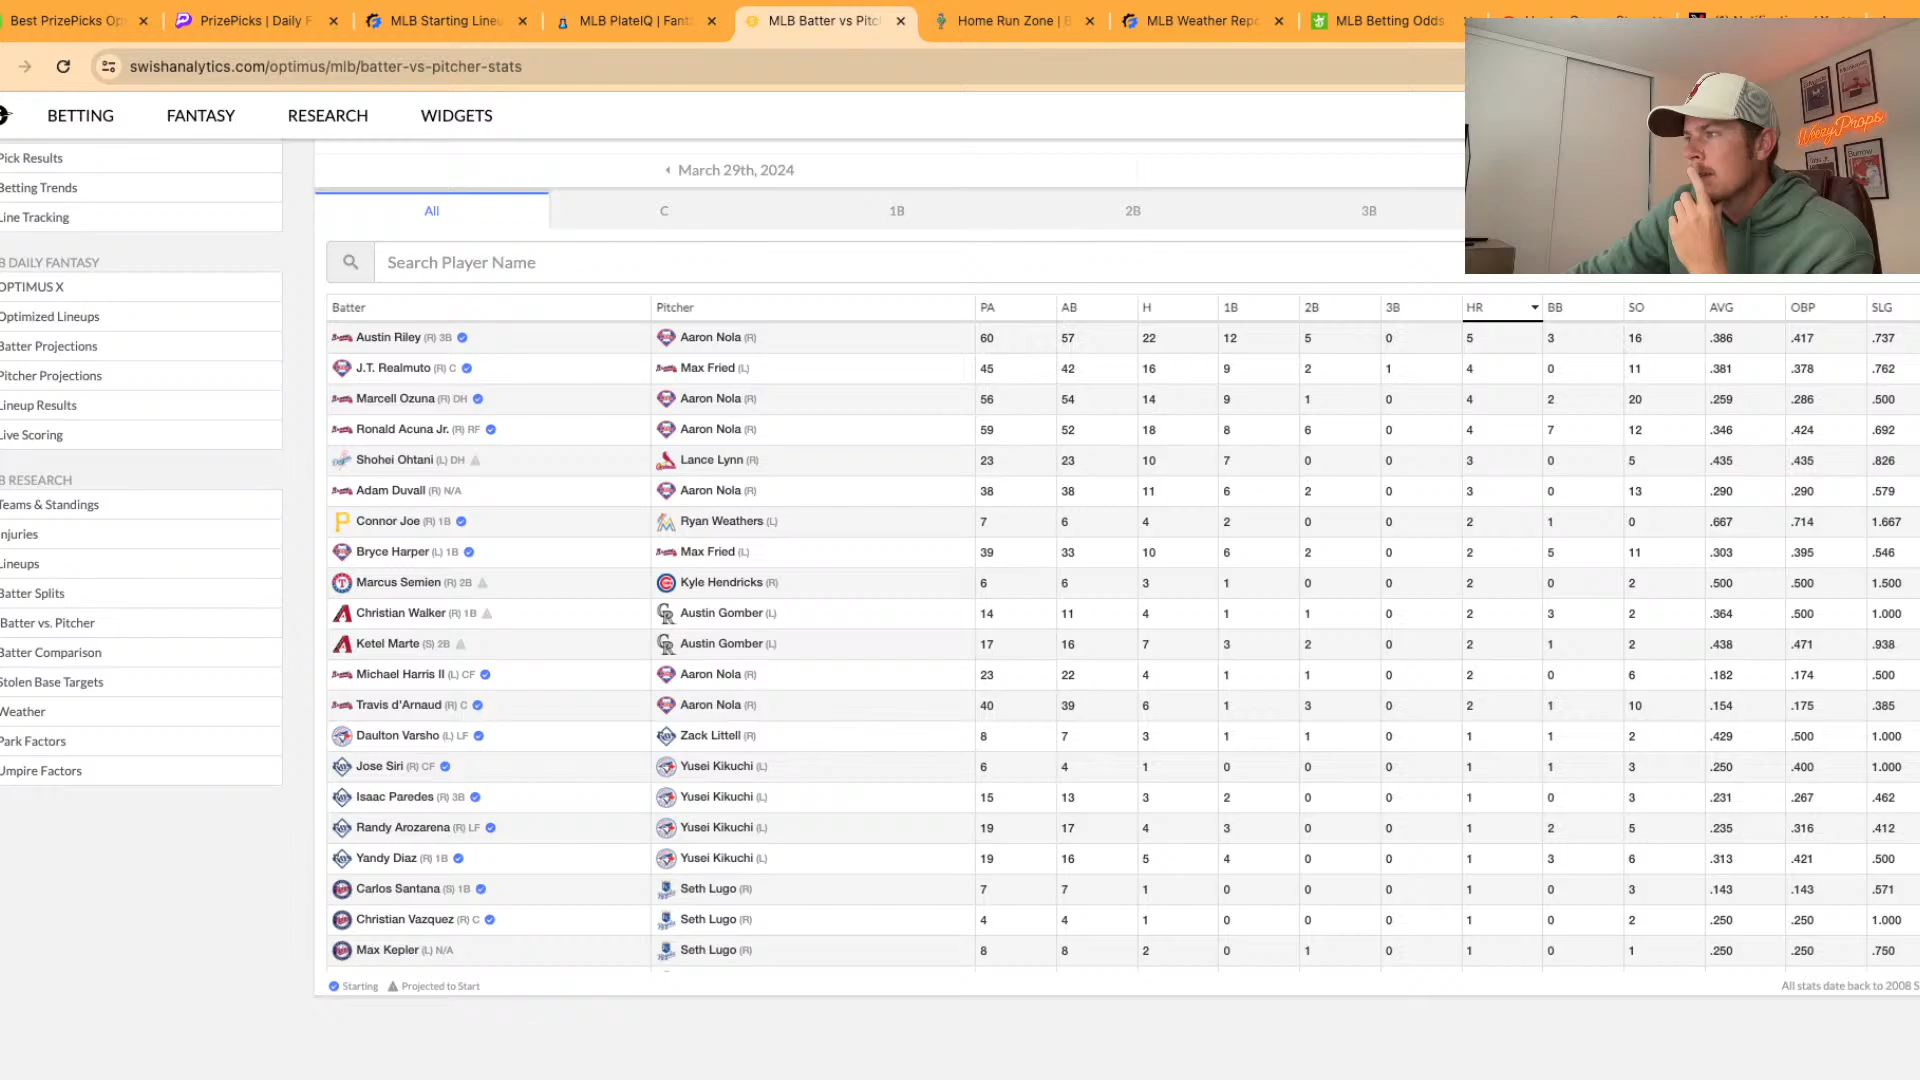 Best PrizePicks Op
PrizePicks | Daily F
MLB Starting Lineu
MLB PlateIQ | Fant
MLB Batter vs Pitc
Home Run Zone | B
MLB Weather Repo
MLB Betting Odds
swishanalytics.com/optimus/mlb/batter-vs-pitcher-stats
BETTING FANTASY RESEARCH WIDGETS
WeezyProps
Burrow
Pick Results
Betting Trends
Line Tracking
B DAILY FANTASY
OPTIMUS X
Optimized Lineups
Batter Projections
Pitcher Projections
Lineup Results
Live Scoring
B RESEARCH
Teams & Standings
Injuries
Lineups
Batter Splits
Batter vs. Pitcher
Batter Comparison
Stolen Base Targets
Weather
Park Factors
Umpire Factors
March 29th, 2024
All C 1B 2B 3B
Search Player Name
Batter Pitcher PA AB H 1B 2B 3B HR BB SO AVG OBP SLG
Austin Riley (R) 3B Aaron Nola (R) 60 57 22 12 5 0 5 3 16 .386 .417 .737
J.T. Realmuto (R) C Max Fried (L) 45 42 16 9 2 1 4 0 11 .381 .378 .762
Marcell Ozuna (R) DH Aaron Nola (R) 56 54 14 9 1 0 4 2 20 .259 .286 .500
Ronald Acuna Jr. (R) RF Aaron Nola (R) 59 52 18 8 6 0 4 7 12 .346 .424 .692
Shohei Ohtani (L) DH Lance Lynn (R) 23 23 10 7 0 0 3 0 5 .435 .435 .826
Adam Duvall (R) N/A Aaron Nola (R) 38 38 11 6 2 0 3 0 13 .290 .290 .579
Connor Joe (R) 1B Ryan Weathers (L) 7 6 4 2 0 0 2 1 0 .667 .714 1.667
Bryce Harper (L) 1B Max Fried (L) 39 33 10 6 2 0 2 5 11 .303 .395 .546
Marcus Semien (R) 2B Kyle Hendricks (R) 6 6 3 1 0 0 2 0 2 .500 .500 1.500
Christian Walker (R) 1B Austin Gomber (L) 14 11 4 1 1 0 2 3 2 .364 .500 1.000
Ketel Marte (S) 2B Austin Gomber (L) 17 16 7 3 2 0 2 1 2 .438 .471 .938
Michael Harris II (L) CF Aaron Nola (R) 23 22 4 1 1 0 2 0 6 .182 .174 .500
Travis d'Arnaud (R) C Aaron Nola (R) 40 39 6 1 3 0 2 1 10 .154 .175 .385
Daulton Varsho (L) LF Zack Littell (R) 8 7 3 1 1 0 1 1 2 .429 .500 1.000
Jose Siri (R) CF Yusei Kikuchi (L) 6 4 1 0 0 0 1 1 3 .250 .400 1.000
Isaac Paredes (R) 3B Yusei Kikuchi (L) 15 13 3 2 0 0 1 0 3 .231 .267 .462
Randy Arozarena (R) LF Yusei Kikuchi (L) 19 17 4 3 0 0 1 2 5 .235 .316 .412
Yandy Diaz (R) 1B Yusei Kikuchi (L) 19 16 5 4 0 0 1 3 6 .313 .421 .500
Carlos Santana (S) 1B Seth Lugo (R) 7 7 1 0 0 0 1 0 3 .143 .143 .571
Christian Vazquez (R) C Seth Lugo (R) 4 4 1 0 0 0 1 0 2 .250 .250 1.000
Max Kepler (L) N/A Seth Lugo (R) 8 8 2 0 1 0 1 0 1 .250 .250 .750
Starting Projected to Start
All stats date back to 2008 S